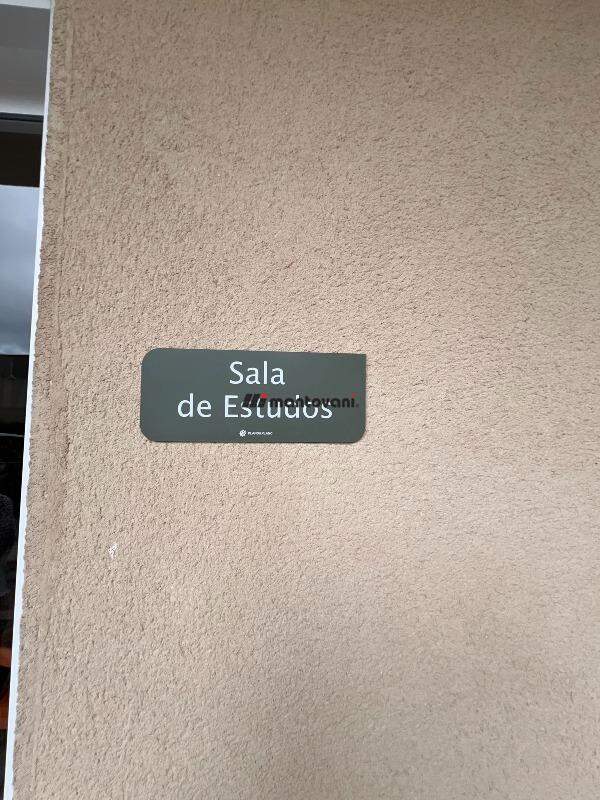 Sala
de Estudos
mantovani